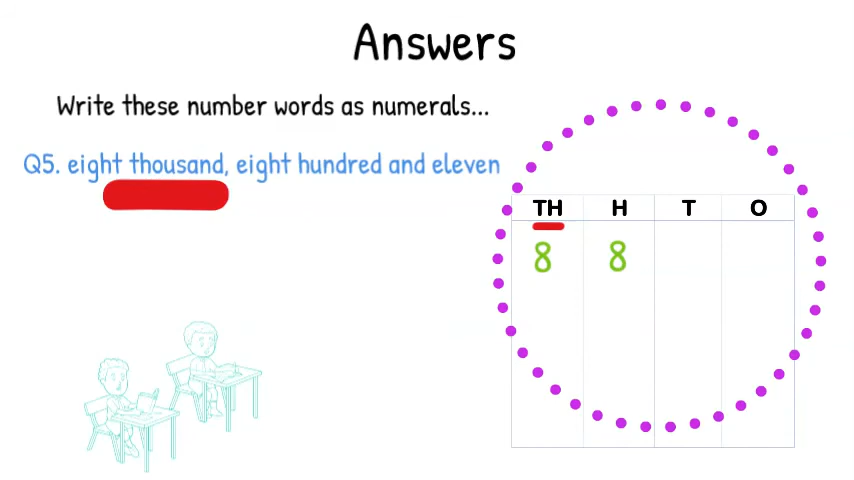 Answers
Write these number words as numerals...
Q5. eight thousand, eight hundred and eleven
TH H T O
8 8